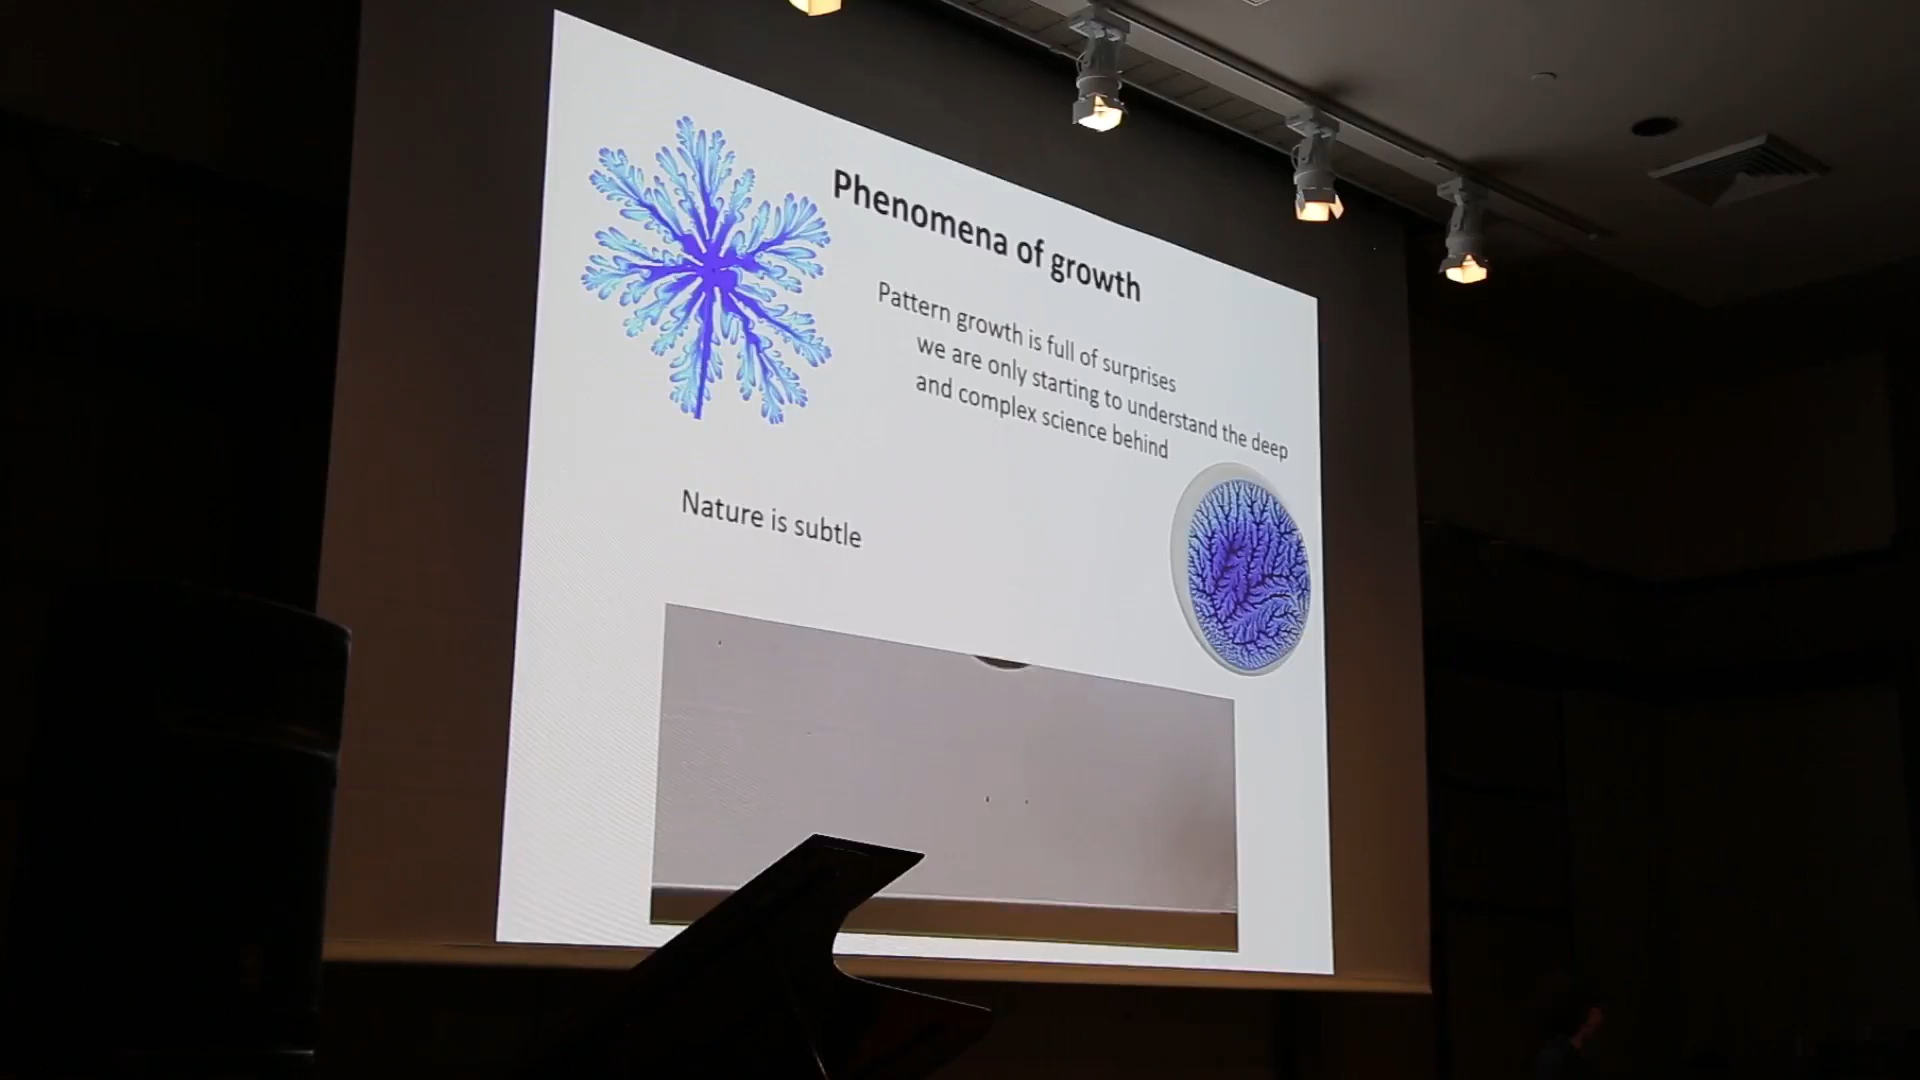 Phenomena of growth
Pattern growth is full of surprises
we are only starting to understand the deep
and complex science behind
Nature is subtle